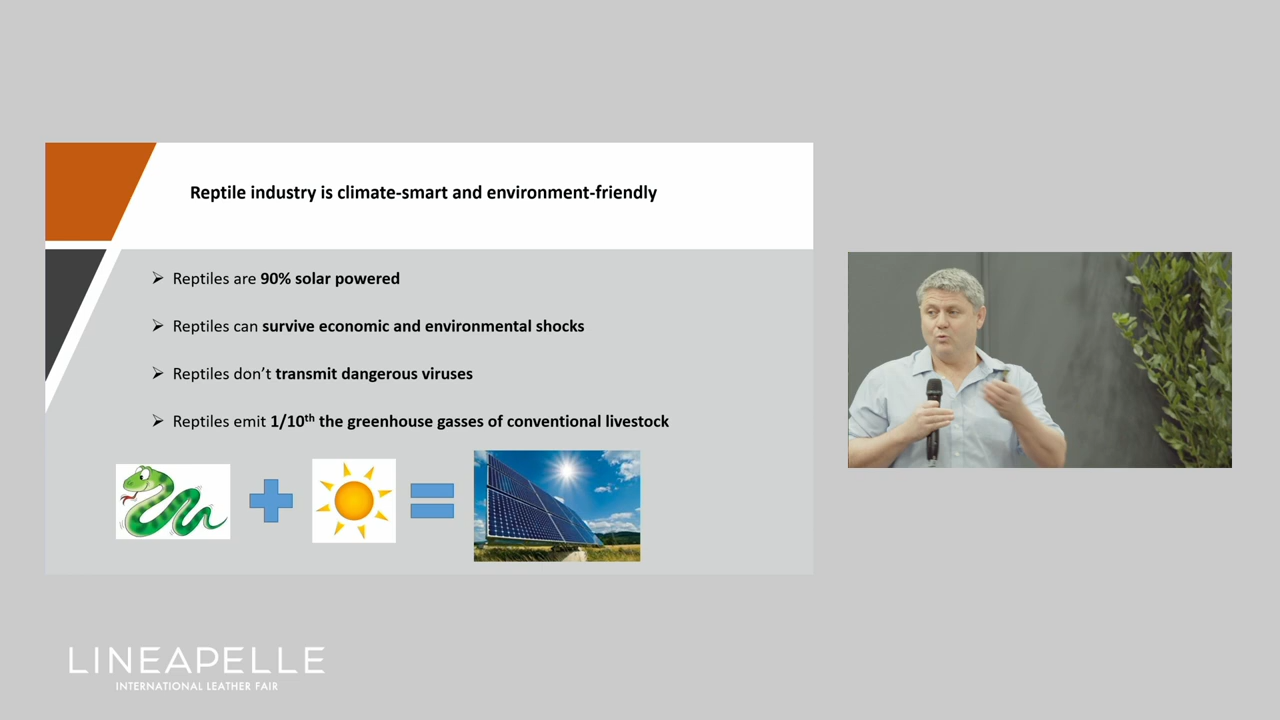 Reptile industry is climate-smart and environment-friendly
➢ Reptiles are 90% solar powered
➢ Reptiles can survive economic and environmental shocks
➢ Reptiles don’t transmit dangerous viruses
➢ Reptiles emit 1/10th the greenhouse gasses of conventional livestock
LINEAPELLE
INTERNATIONAL LEATHER FAIR